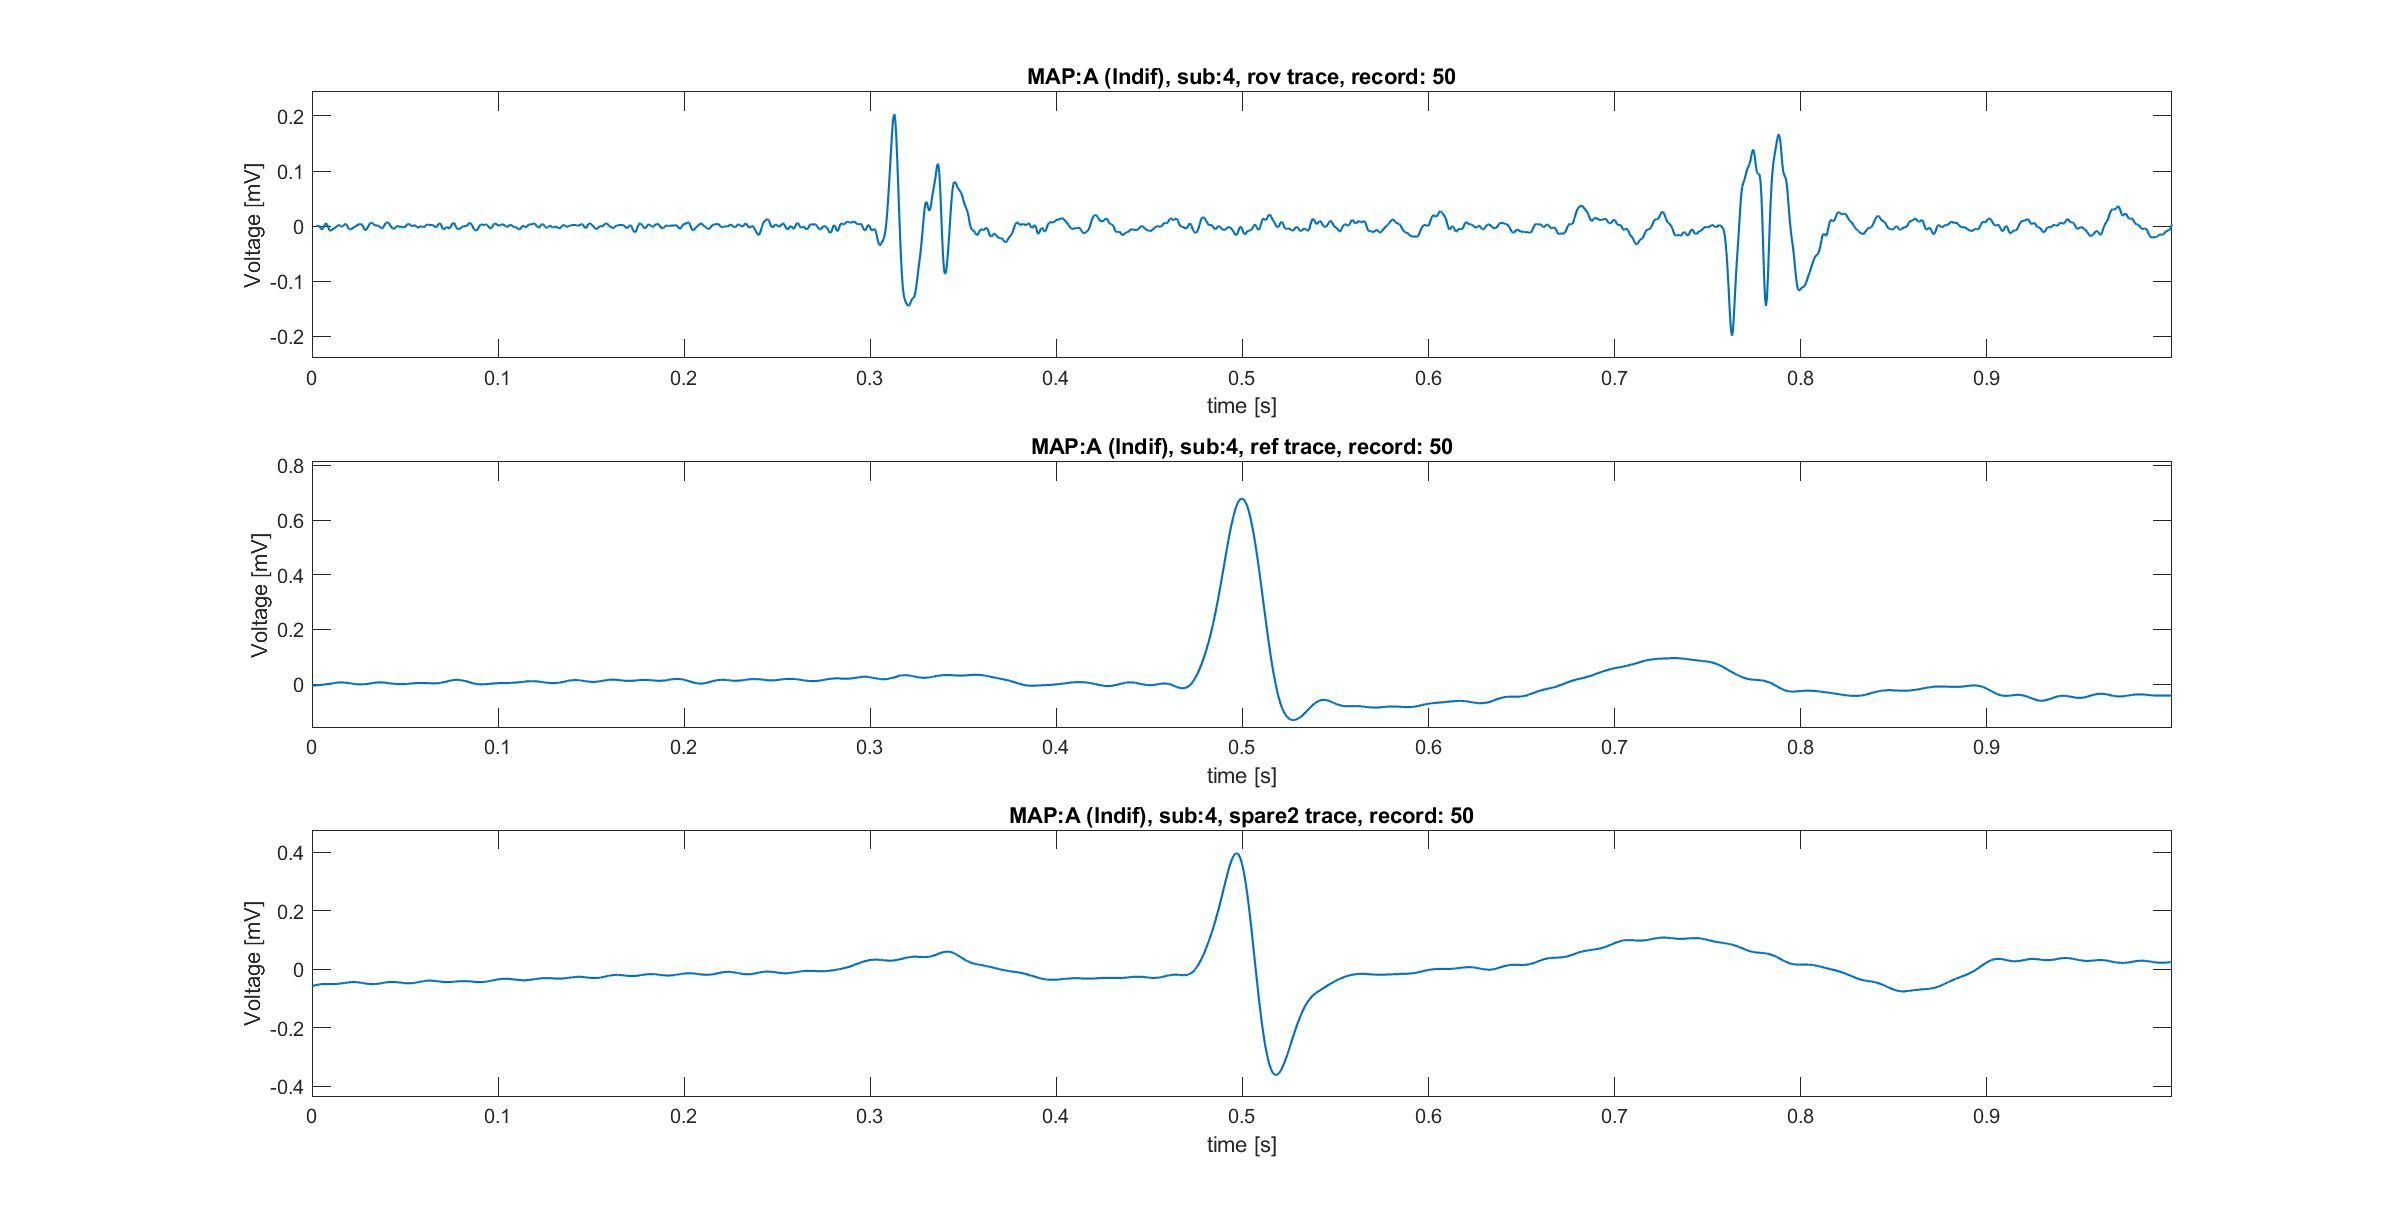 MAP:A (Indif), sub:4, rov trace, record: 50
Voltage [mV]
0.2
0.1
0
-0.1
-0.2
0 0.1 0.2 0.3 0.4 0.5 0.6 0.7 0.8 0.9
time [s]
MAP:A (Indif), sub:4, ref trace, record: 50
Voltage [mV]
0.8
0.6
0.4
0.2
0
0 0.1 0.2 0.3 0.4 0.5 0.6 0.7 0.8 0.9
time [s]
MAP:A (Indif), sub:4, spare2 trace, record: 50
Voltage [mV]
0.4
0.2
0
-0.2
-0.4
0 0.1 0.2 0.3 0.4 0.5 0.6 0.7 0.8 0.9
time [s]